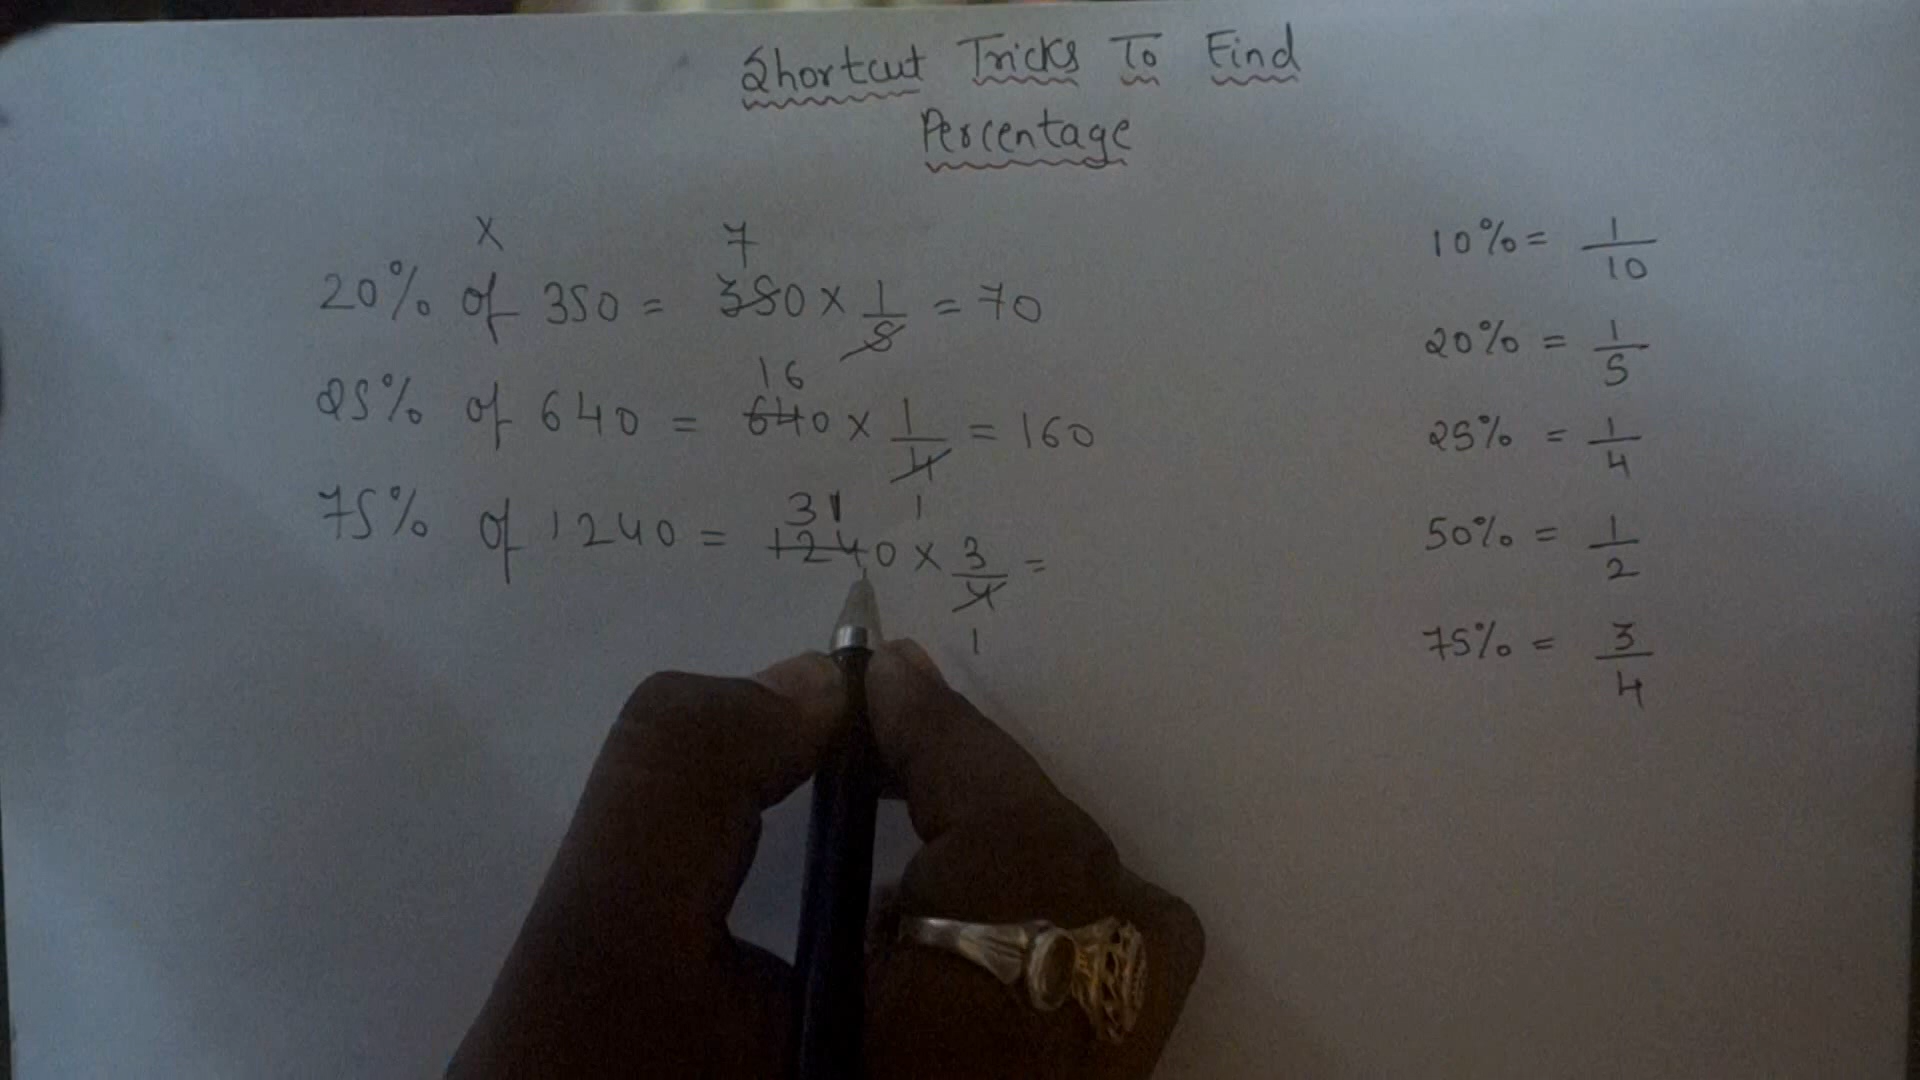 Shortcut Tricks To Find
Percentage
x
7
20% of 350 = 350 x 1/5 = 70
16
25% of 640 = 640 x 1/4 = 160
31 1
75% of 1240 = 1240 x 3/4 =
1
10% = 1/10
20% = 1/5
25% = 1/4
50% = 1/2
75% = 3/4